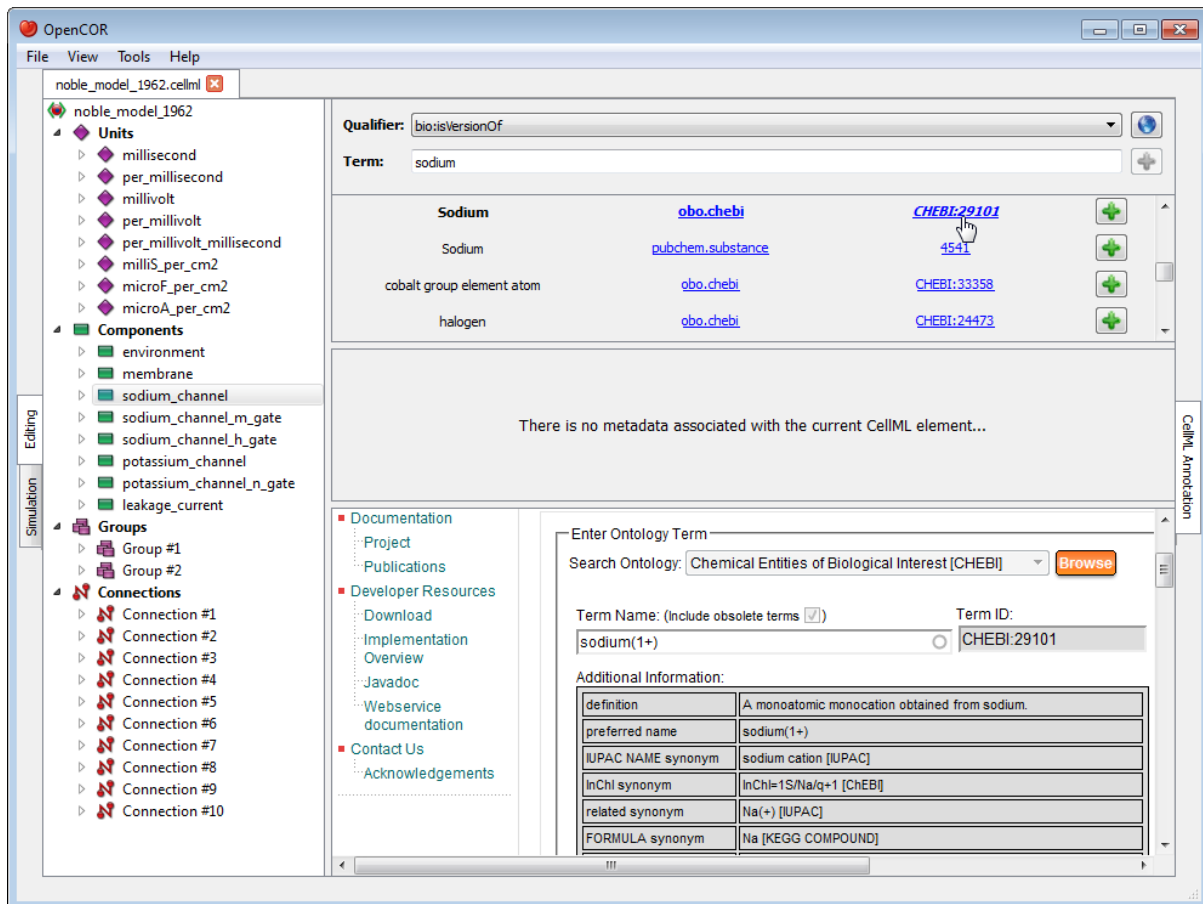 OpenCOR
File View Tools Help
noble_model_1962.cellml
noble_model_1962
Units
millisecond
per_millisecond
millivolt
per_millivolt
per_millivolt_millisecond
milliS_per_cm2
microF_per_cm2
microA_per_cm2
Components
environment
membrane
sodium_channel
sodium_channel_m_gate
sodium_channel_h_gate
potassium_channel
potassium_channel_n_gate
leakage_current
Groups
Group #1
Group #2
Connections
Connection #1
Connection #2
Connection #3
Connection #4
Connection #5
Connection #6
Connection #7
Connection #8
Connection #9
Connection #10
Editing
Simulation
Qualifier: bio:isVersionOf
Term: sodium
Sodium obo.chebi CHEBI:29101
Sodium pubchem.substance 4541
cobalt group element atom obo.chebi CHEBI:33358
halogen obo.chebi CHEBI:24473
There is no metadata associated with the current CellML element...
CellML Annotation
Documentation
Project
Publications
Developer Resources
Download
Implementation
Overview
Javadoc
Webservice
documentation
Contact Us
Acknowledgements
Enter Ontology Term
Search Ontology: Chemical Entities of Biological Interest [CHEBI] Browse
Term Name: (Include obsolete terms ) Term ID:
sodium(1+) CHEBI:29101
Additional Information:
definition A monoatomic monocation obtained from sodium.
preferred name sodium(1+)
IUPAC NAME synonym sodium cation [IUPAC]
InChI synonym InChI=1S/Na/q+1 [ChEBI]
related synonym Na(+) [IUPAC]
FORMULA synonym Na [KEGG COMPOUND]